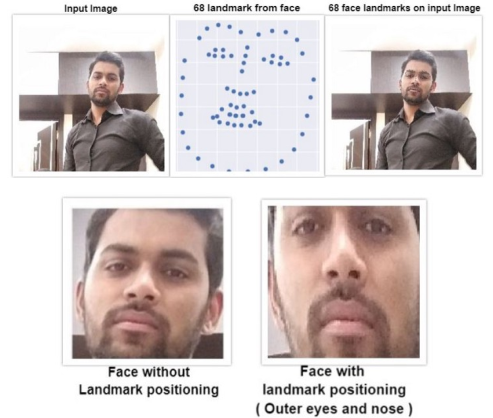 Input Image
68 landmark from face
68 face landmarks on input Image
Face without
Landmark positioning
Face with
landmark positioning
( Outer eyes and nose )